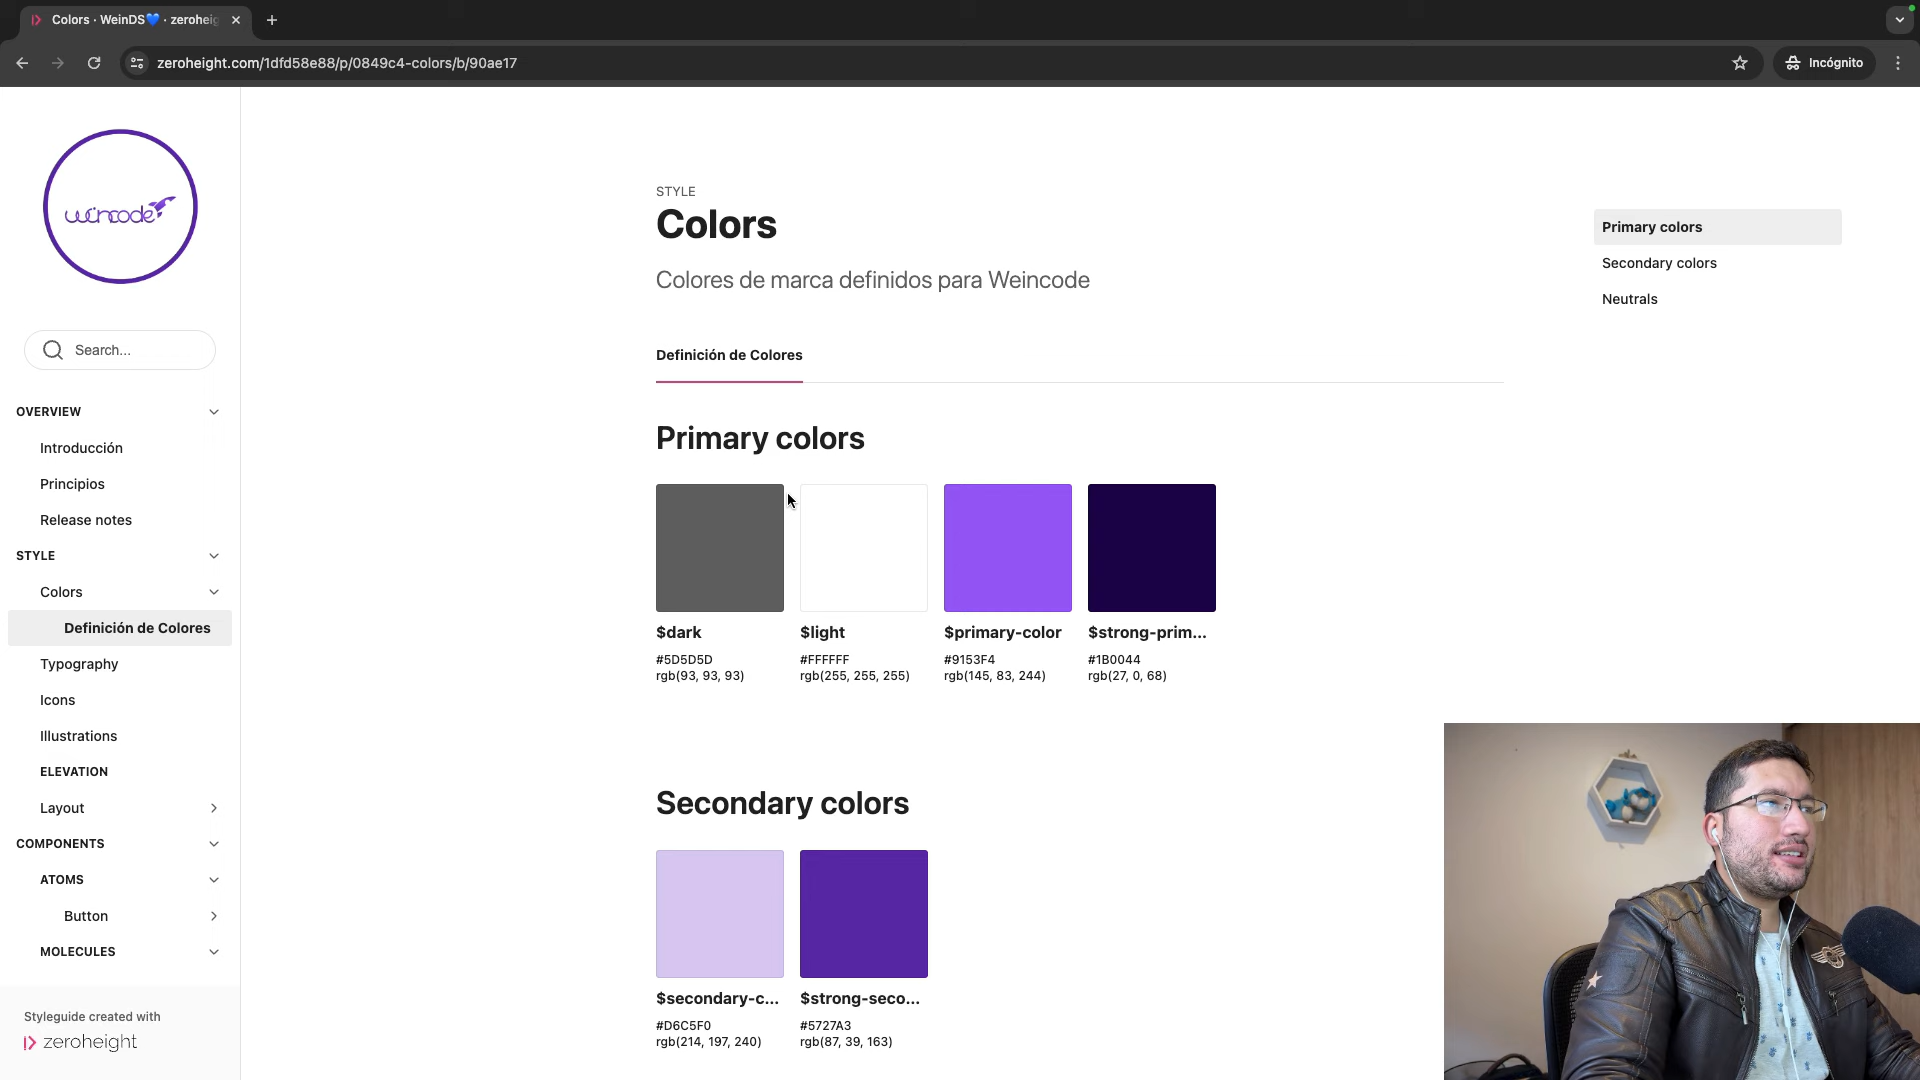 Colors · WeinDS💙 · zeroheig
zeroheight.com/1dfd58e88/p/0849c4-colors/b/90ae17
Incógnito
weincode
Search...
OVERVIEW
Introducción
Principios
Release notes
STYLE
Colors
Definición de Colores
Typography
Icons
Illustrations
ELEVATION
Layout
COMPONENTS
ATOMS
Button
MOLECULES
Styleguide created with
zeroheight
STYLE
Colors
Colores de marca definidos para Weincode
Definición de Colores
Primary colors
$dark
#5D5D5D
rgb(93, 93, 93)
$light
#FFFFFF
rgb(255, 255, 255)
$primary-color
#9153F4
rgb(145, 83, 244)
$strong-prim...
#1B0044
rgb(27, 0, 68)
Secondary colors
$secondary-c...
#D6C5F0
rgb(214, 197, 240)
$strong-seco...
#5727A3
rgb(87, 39, 163)
Primary colors
Secondary colors
Neutrals